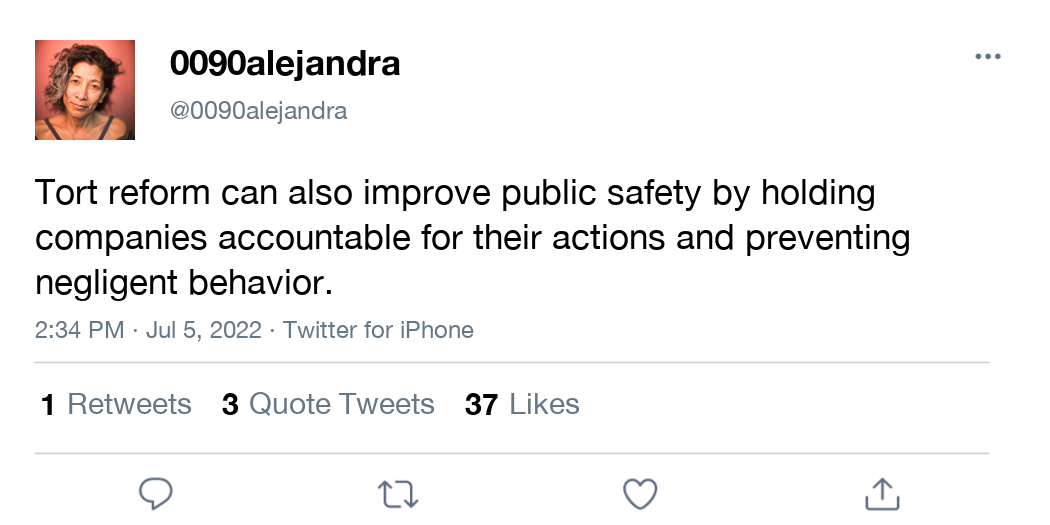 0090alejandra
@0090alejandra
Tort reform can also improve public safety by holding
companies accountable for their actions and preventing
negligent behavior.
2:34 PM · Jul 5, 2022 · Twitter for iPhone
1 Retweets 3 Quote Tweets 37 Likes